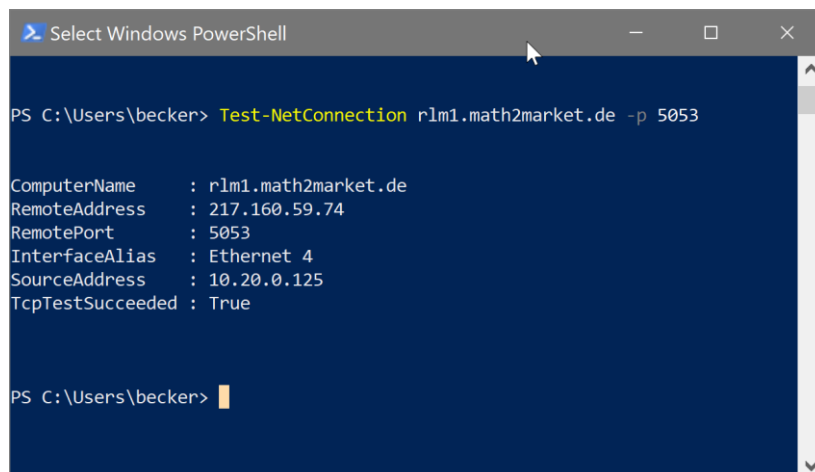 Select Windows PowerShell
PS C:\Users\becker> Test-NetConnection rlm1.math2market.de -p 5053
ComputerName     : rlm1.math2market.de
RemoteAddress    : 217.160.59.74
RemotePort       : 5053
InterfaceAlias   : Ethernet 4
SourceAddress    : 10.20.0.125
TcpTestSucceeded : True
PS C:\Users\becker>